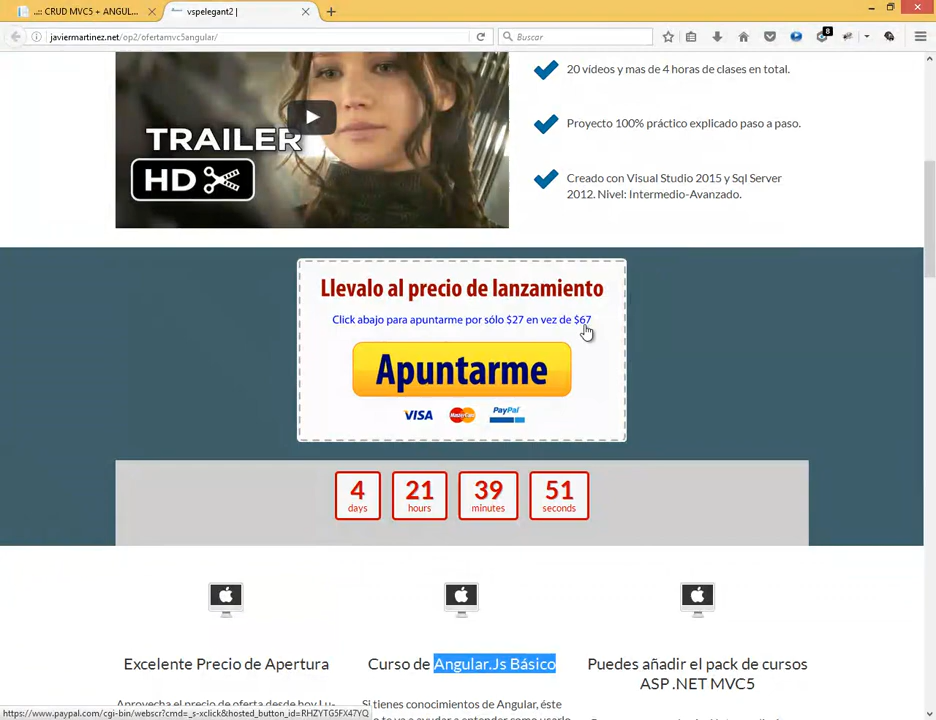 ..:: CRUD MVC5 + ANGUL...
vspelegant2 |
javiermartinez.net/op2/ofertamvc5angular/
Buscar
8
20 vídeos y mas de 4 horas de clases en total.
TRAILER
HD
Proyecto 100% práctico explicado paso a paso.
Creado con Visual Studio 2015 y Sql Server
2012. Nivel: Intermedio-Avanzado.
Llevalo al precio de lanzamiento
Click abajo para apuntarme por sólo $27 en vez de $67
Apuntarme
VISA MasterCard PayPal
4 21 39 51
days hours minutes seconds
Excelente Precio de Apertura
Curso de Angular.Js Básico
Puedes añadir el pack de cursos
ASP .NET MVC5
https://www.paypal.com/cgi-bin/webscr?cmd=_s-xclick&hosted_button_id=RHZYTG5FX47YQ